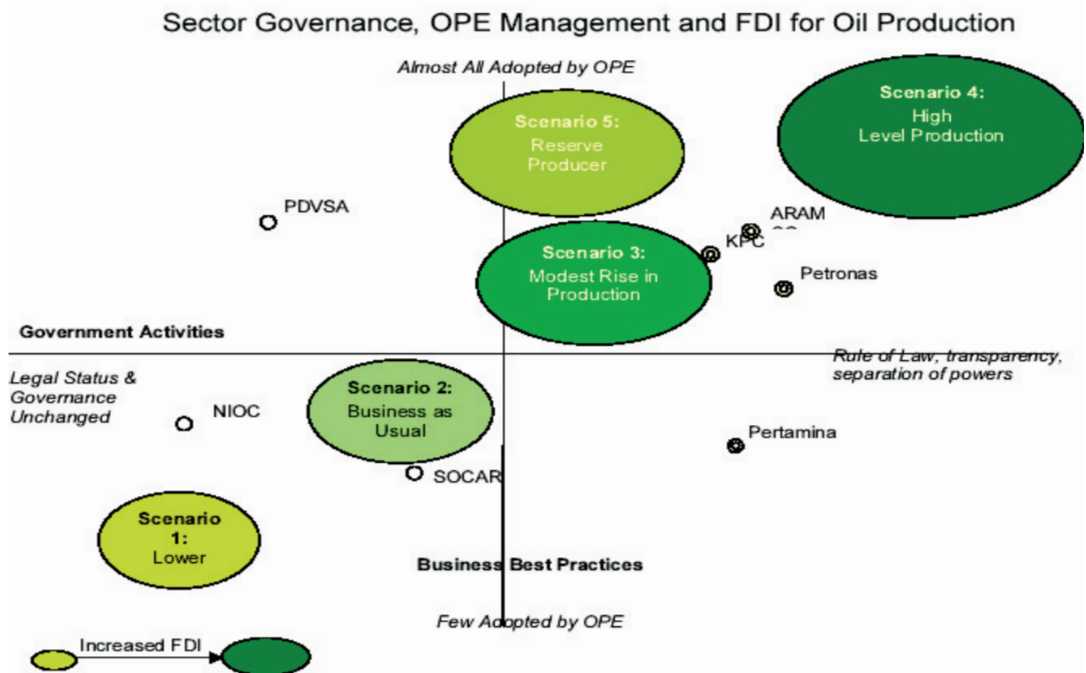 Sector Governance, OPE Management and FDI for Oil Production
Almost All Adopted by OPE
Scenario 4:
High
Level Production
Scenario 5:
Reserve
Producer
PDVSA
ARAM
KPC
Scenario 3:
Modest Rise in
Production
Petronas
Government Activities
Rule of Law, transparency,
separation of powers
Legal Status &
Governance
Unchanged
Scenario 2:
Business as
Usual
NIOC
Pertamina
SOCAR
Scenario
1:
Lower
Business Best Practices
Few Adopted by OPE
Increased FDI